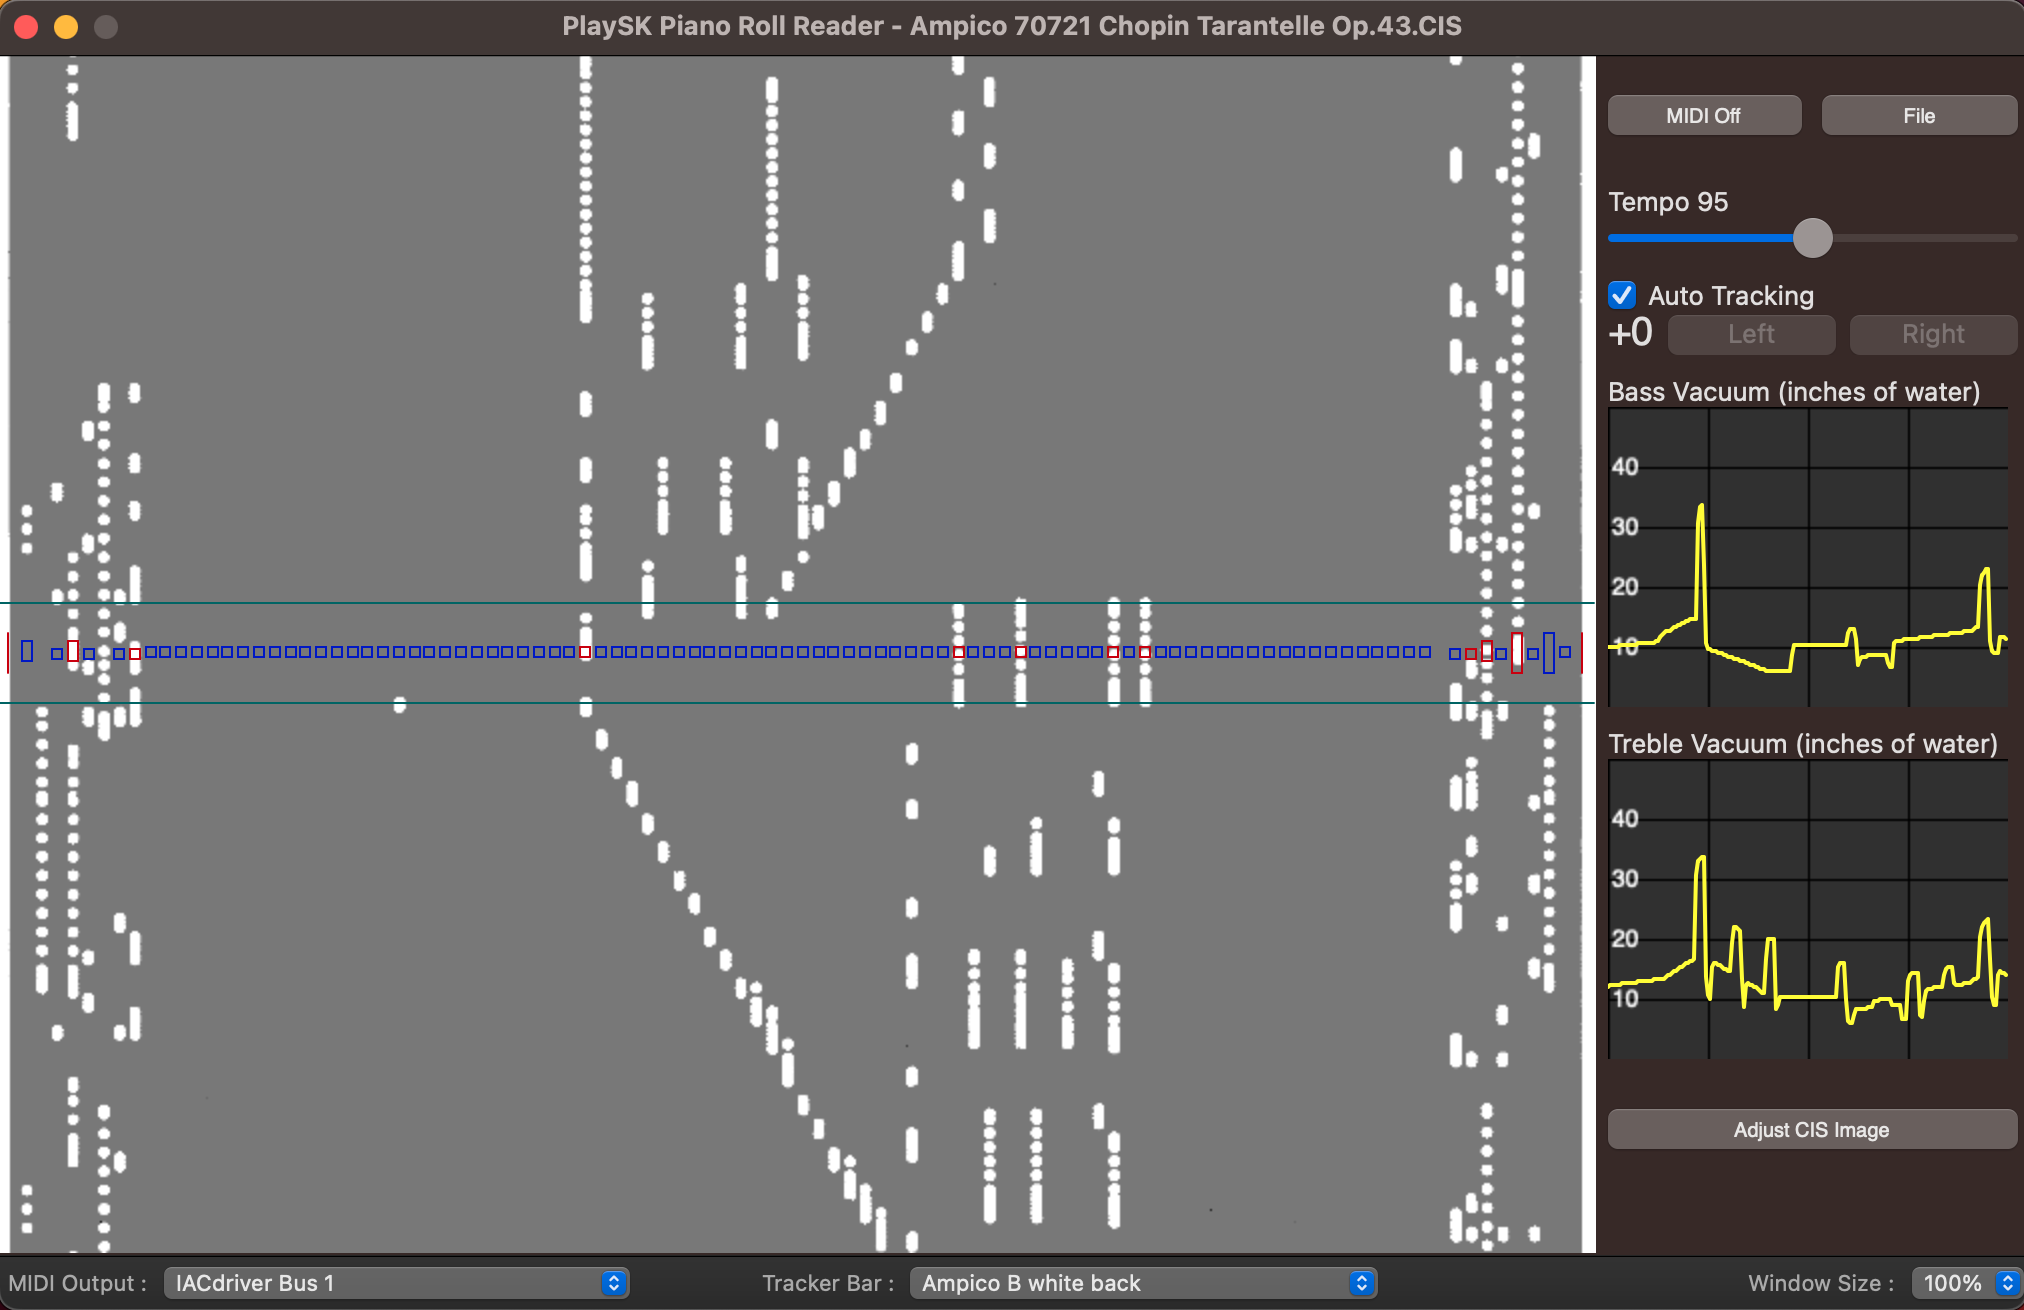 PlaySK Piano Roll Reader - Ampico 70721 Chopin Tarantelle Op.43.CIS
MIDI Off
File
Tempo 95
Auto Tracking
+0
Left
Right
Bass Vacuum (inches of water)
40
30
20
10
Treble Vacuum (inches of water)
40
30
20
10
Adjust CIS Image
MIDI Output :
IACdriver Bus 1
Tracker Bar :
Ampico B white back
Window Size :
100%